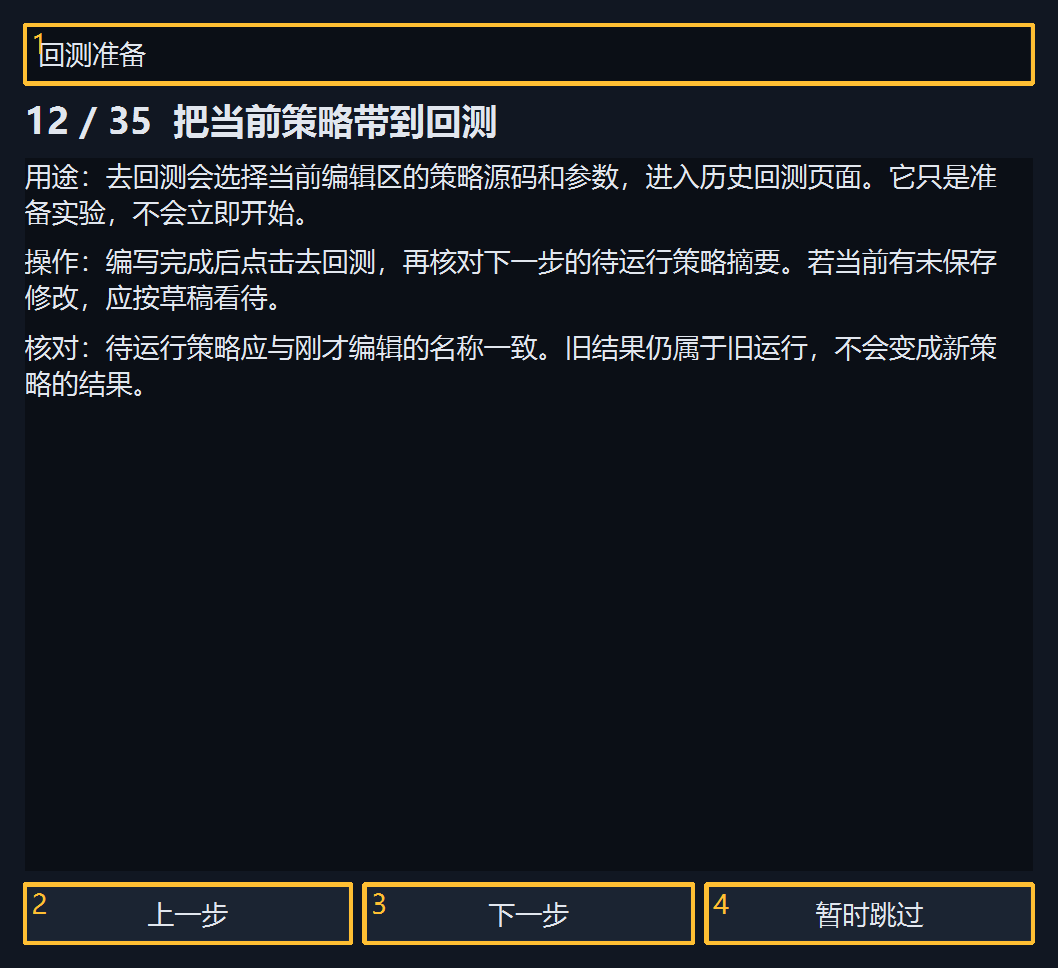 1
回测准备
12 / 35 把当前策略带到回测
用途：去回测会选择当前编辑区的策略源码和参数，进入历史回测页面。它只是准
备实验，不会立即开始。
操作：编写完成后点击去回测，再核对下一步的待运行策略摘要。若当前有未保存
修改，应按草稿看待。
核对：待运行策略应与刚才编辑的名称一致。旧结果仍属于旧运行，不会变成新策
略的结果。
2 上一步
3 下一步
4 暂时跳过